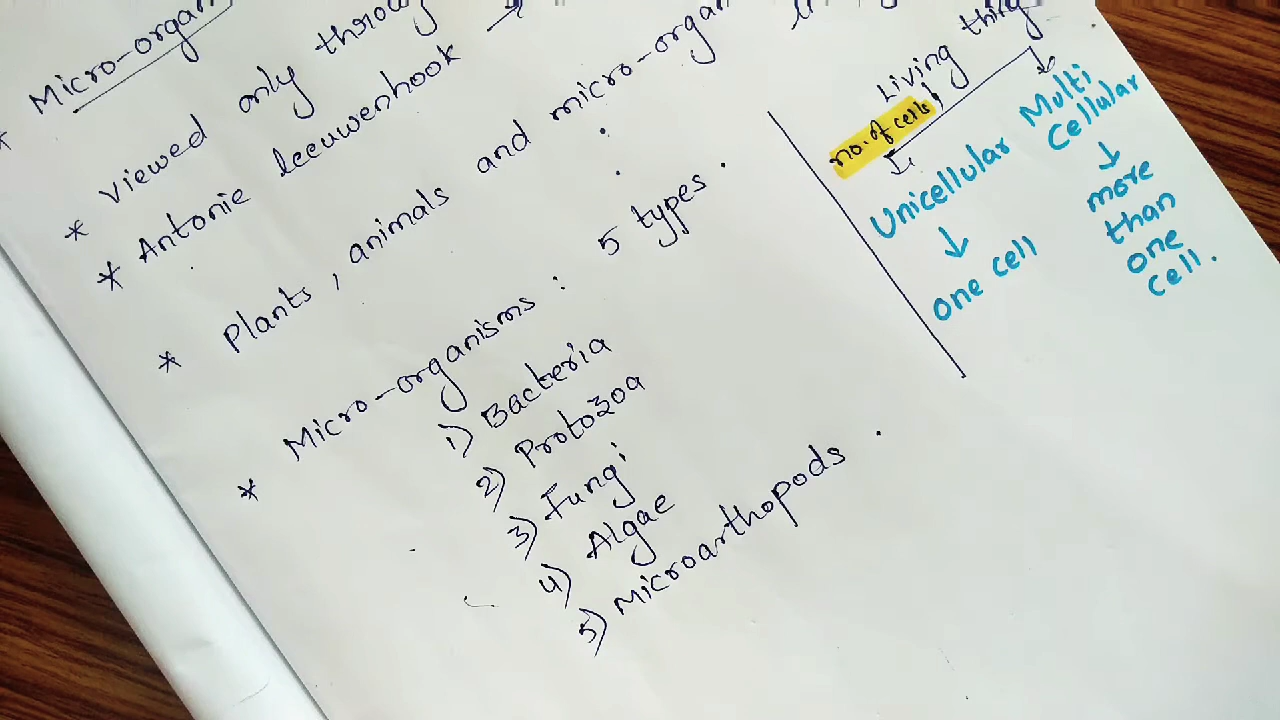 * Micro-organ
* Viewed only throug
* Antonie leeuwenhook →
* Plants, animals and micro-organ
* Micro-organisms : 5 types.
1) Bacteria
2) Protozoa
3) Fungi
4) Algae
5) Microarthopods.
Living thing
no. of cells
Unicellular
↓
one cell
Multi
Cellular
↓
more
than
one
cell.